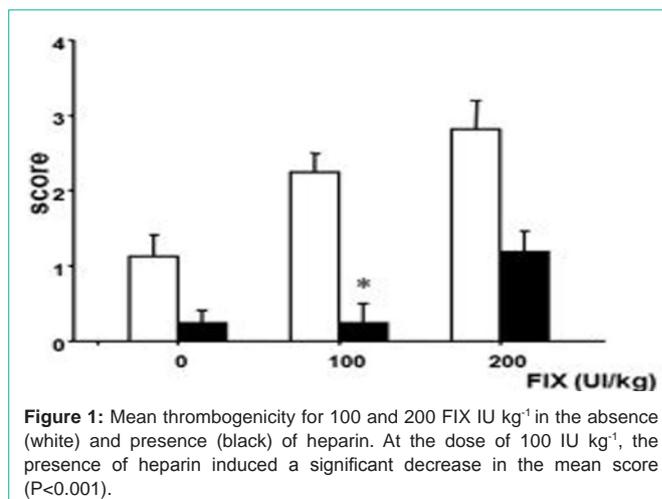 4
3
2
1
0
score
*
0 100 200
FIX (UI/kg)
Figure 1: Mean thrombogenicity for 100 and 200 FIX IU kg⁻¹ in the absence
(white) and presence (black) of heparin. At the dose of 100 IU kg⁻¹, the
presence of heparin induced a significant decrease in the mean score
(P<0.001).